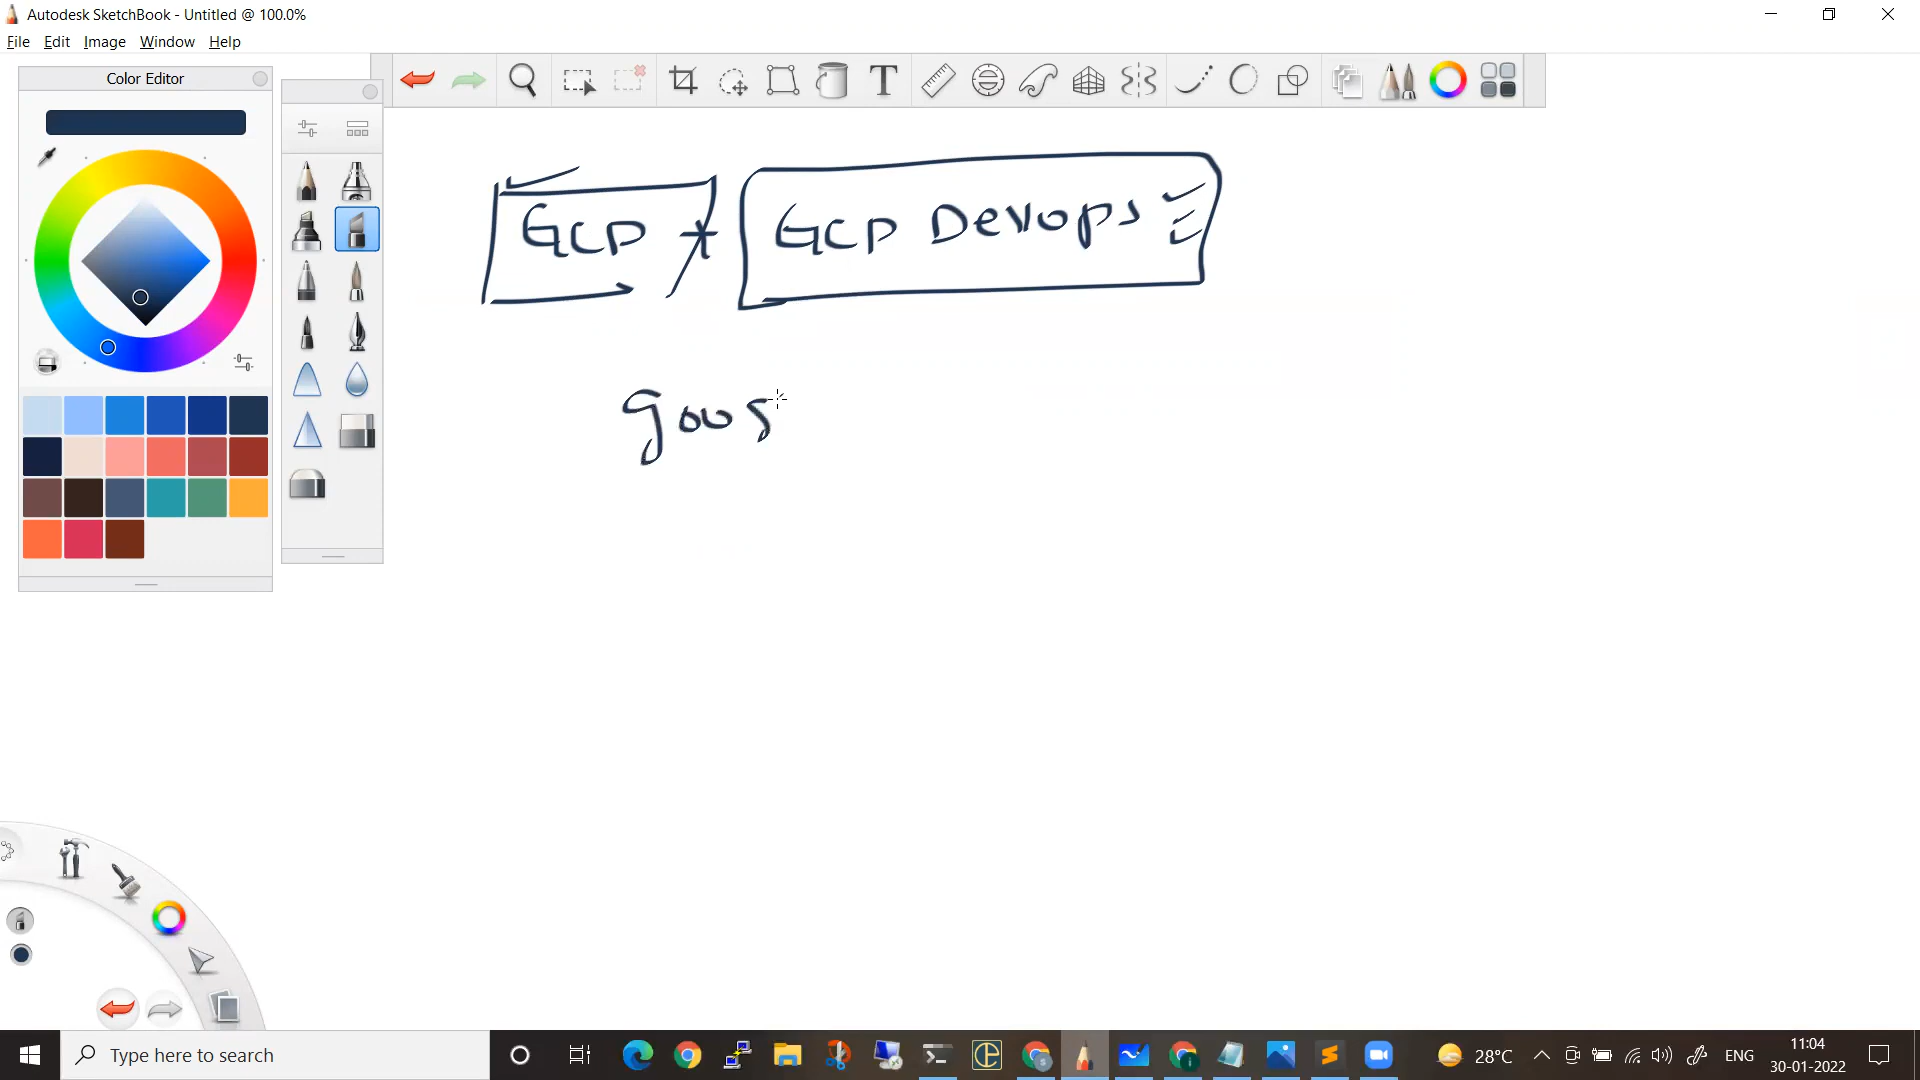 Autodesk SketchBook - Untitled @ 100.0%
File Edit Image Window Help
Color Editor
T
GCP + GCP Devops
goog
Type here to search
28°C
ENG
11:04
30-01-2022